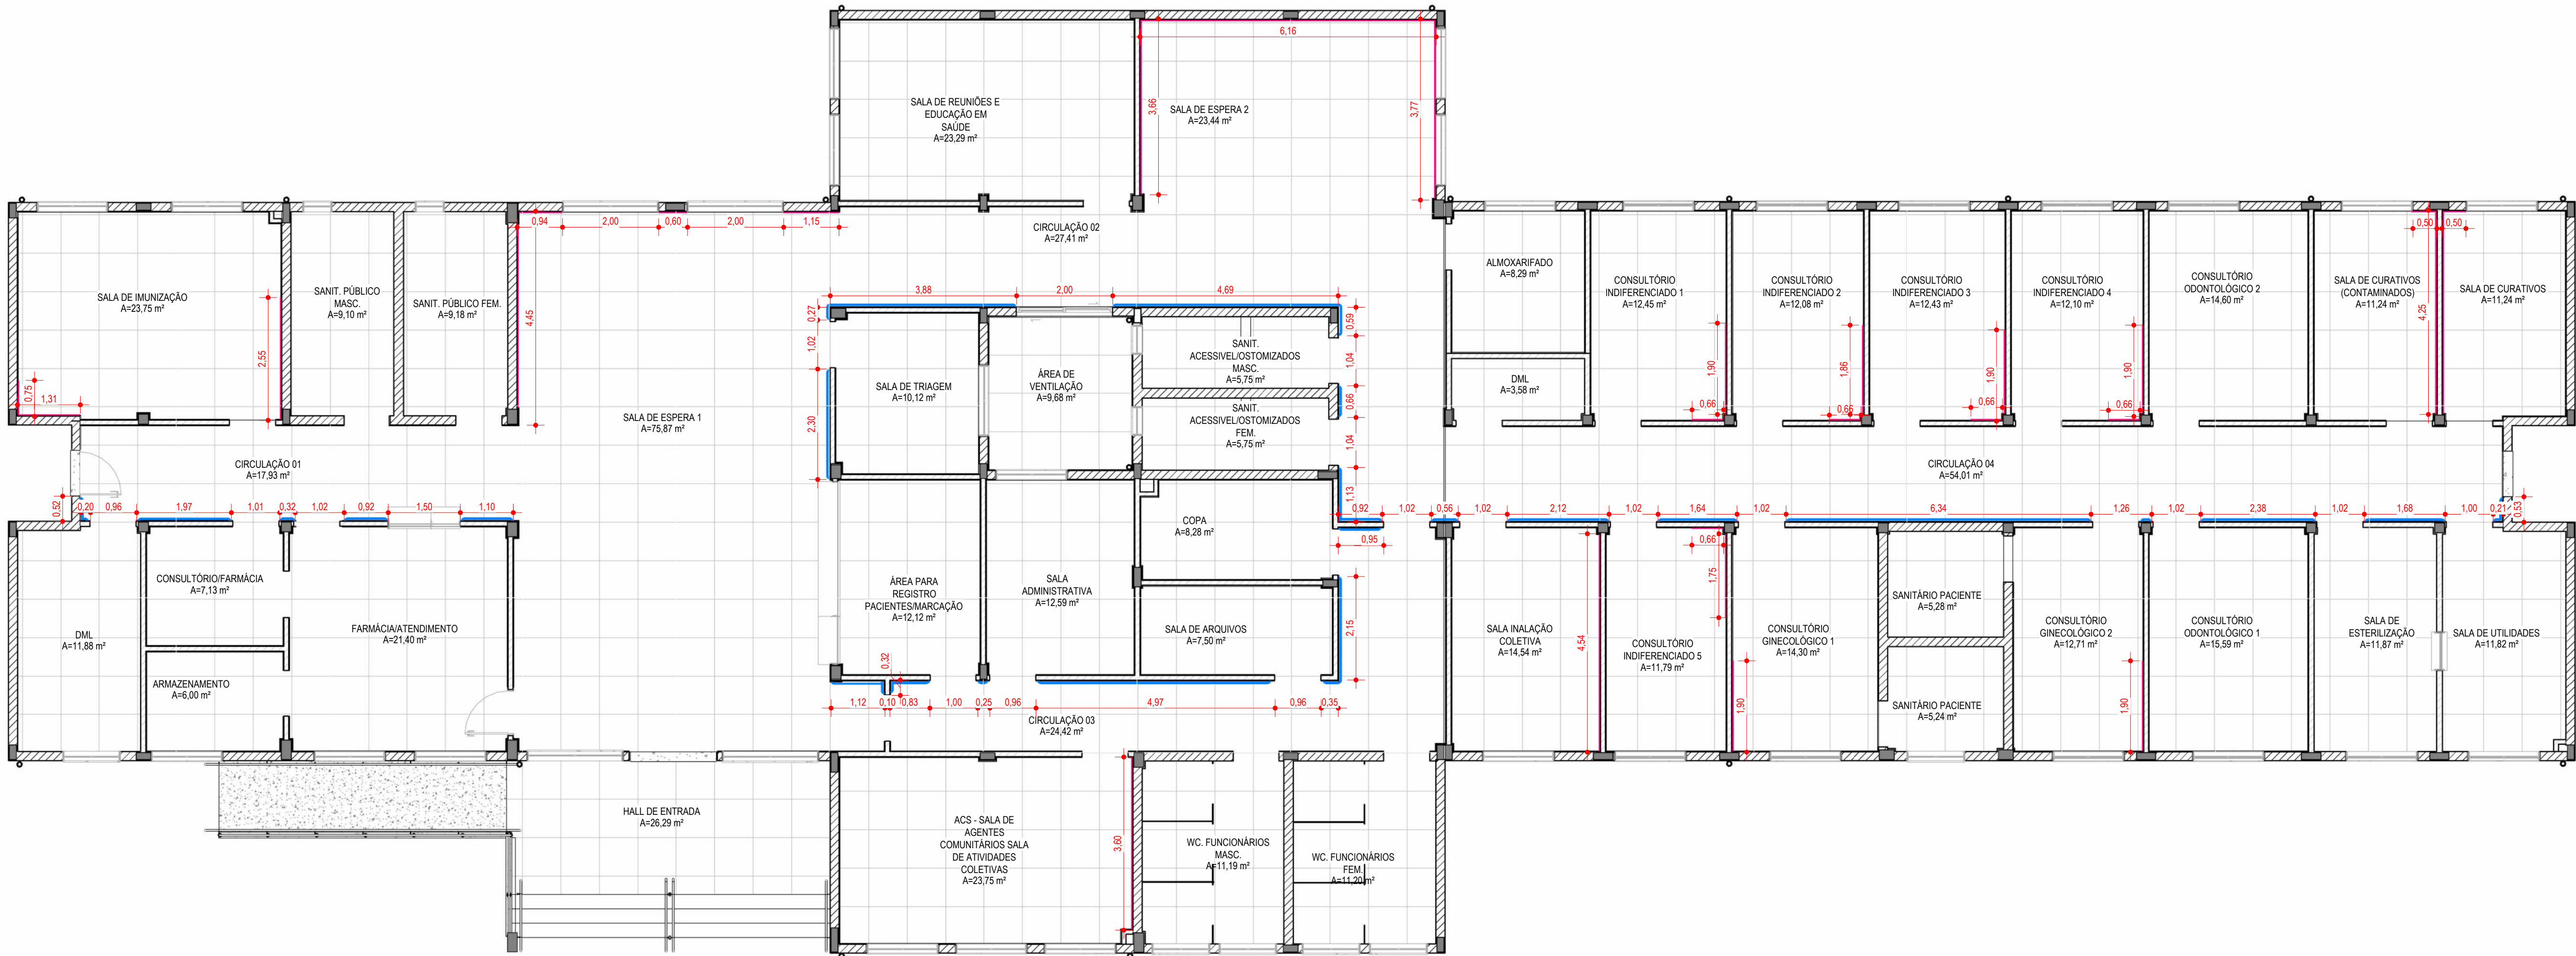 6,16
SALA DE REUNIÕES E
EDUCAÇÃO EM
SAÚDE
A=23,29 m²
3,66
SALA DE ESPERA 2
A=23,44 m²
3,77
0,94
2,00
0,60
2,00
1,15
CIRCULAÇÃO 02
A=27,41 m²
0,50
0,50
SALA DE IMUNIZAÇÃO
A=23,75 m²
2,55
0,75
1,31
SANIT. PÚBLICO
MASC.
A=9,10 m²
SANIT. PÚBLICO FEM.
A=9,18 m²
4,45
SALA DE ESPERA 1
A=75,87 m²
3,88
2,00
4,69
0,27
1,02
2,30
SALA DE TRIAGEM
A=10,12 m²
ÁREA DE
VENTILAÇÃO
A=9,68 m²
SANIT.
ACESSIVEL/OSTOMIZADOS
MASC.
A=5,75 m²
SANIT.
ACESSIVEL/OSTOMIZADOS
FEM.
A=5,75 m²
0,59
1,04
0,66
1,04
1,13
ALMOXARIFADO
A=8,29 m²
DML
A=3,58 m²
CONSULTÓRIO
INDIFERENCIADO 1
A=12,45 m²
1,90
0,66
CONSULTÓRIO
INDIFERENCIADO 2
A=12,08 m²
1,86
0,66
CONSULTÓRIO
INDIFERENCIADO 3
A=12,43 m²
1,90
0,66
CONSULTÓRIO
INDIFERENCIADO 4
A=12,10 m²
1,90
0,66
CONSULTÓRIO
ODONTOLÓGICO 2
A=14,60 m²
SALA DE CURATIVOS
(CONTAMINADOS)
A=11,24 m²
4,25
SALA DE CURATIVOS
A=11,24 m²
CIRCULAÇÃO 01
A=17,93 m²
CIRCULAÇÃO 04
A=54,01 m²
0,52
0,20
0,96
1,97
1,01
0,32
1,02
0,92
1,50
1,10
0,92
1,02
0,56
1,02
2,12
1,02
1,64
1,02
6,34
1,26
1,02
2,38
1,02
1,68
1,00
0,21
0,53
0,95
COPA
A=8,28 m²
CONSULTÓRIO/FARMÁCIA
A=7,13 m²
DML
A=11,88 m²
ARMAZENAMENTO
A=6,00 m²
FARMÁCIA/ATENDIMENTO
A=21,40 m²
ÁREA PARA
REGISTRO
PACIENTES/MARCAÇÃO
A=12,12 m²
SALA
ADMINISTRATIVA
A=12,59 m²
SALA DE ARQUIVOS
A=7,50 m²
2,15
SALA INALAÇÃO
COLETIVA
A=14,54 m²
4,54
CONSULTÓRIO
INDIFERENCIADO 5
A=11,79 m²
0,66
1,75
CONSULTÓRIO
GINECOLÓGICO 1
A=14,30 m²
1,90
SANITÁRIO PACIENTE
A=5,28 m²
SANITÁRIO PACIENTE
A=5,24 m²
CONSULTÓRIO
GINECOLÓGICO 2
A=12,71 m²
1,90
CONSULTÓRIO
ODONTOLÓGICO 1
A=15,59 m²
SALA DE
ESTERILIZAÇÃO
A=11,87 m²
SALA DE UTILIDADES
A=11,82 m²
0,32
1,12
0,10
0,83
1,00
0,25
0,96
4,97
0,96
0,35
CIRCULAÇÃO 03
A=24,42 m²
HALL DE ENTRADA
A=26,29 m²
ACS - SALA DE
AGENTES
COMUNITÁRIOS SALA
DE ATIVIDADES
COLETIVAS
A=23,75 m²
3,60
WC. FUNCIONÁRIOS
MASC.
A=11,19 m²
WC. FUNCIONÁRIOS
FEM.
A=11,20 m²